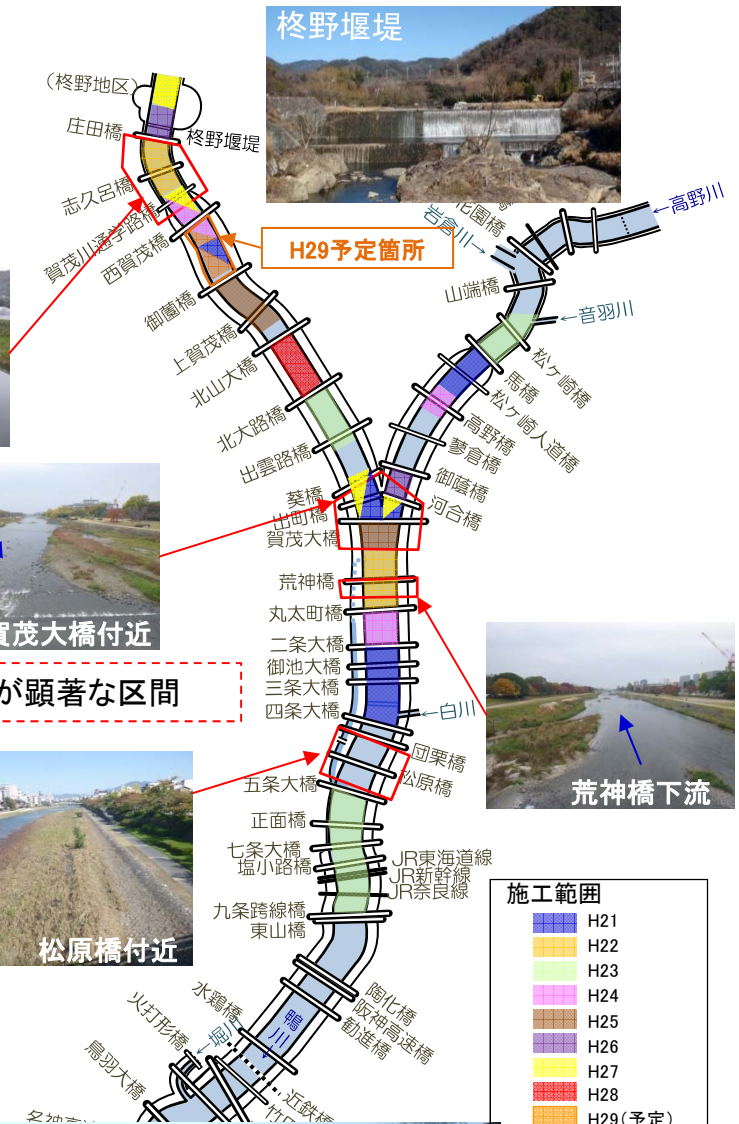 柊野堰堤
(柊野地区)
庄田橋
柊野堰堤
志久呂橋
賀茂川通学路橋
西賀茂橋
H29予定箇所
御薗橋
上賀茂橋
北山大橋
北大路橋
出雲路橋
葵橋
出町橋
賀茂大橋
花園橋
岩倉川→
←高野川
山端橋
←音羽川
松ヶ崎橋
馬橋
松ヶ崎人道橋
高野橋
蓼倉橋
御蔭橋
河合橋
賀茂大橋付近
荒神橋
丸太町橋
二条大橋
御池大橋
三条大橋
四条大橋
←白川
が顕著な区間
団栗橋
松原橋
荒神橋下流
五条大橋
正面橋
七条大橋
塩小路橋
JR東海道線
JR新幹線
JR奈良線
九条跨線橋
東山橋
松原橋付近
陶化橋
阪神高速橋
勧進橋
水鶏橋
鴨川
火打形橋
鳥羽大橋
近鉄橋
施工範囲
H21
H22
H23
H24
H25
H26
H27
H28
H29(予定)